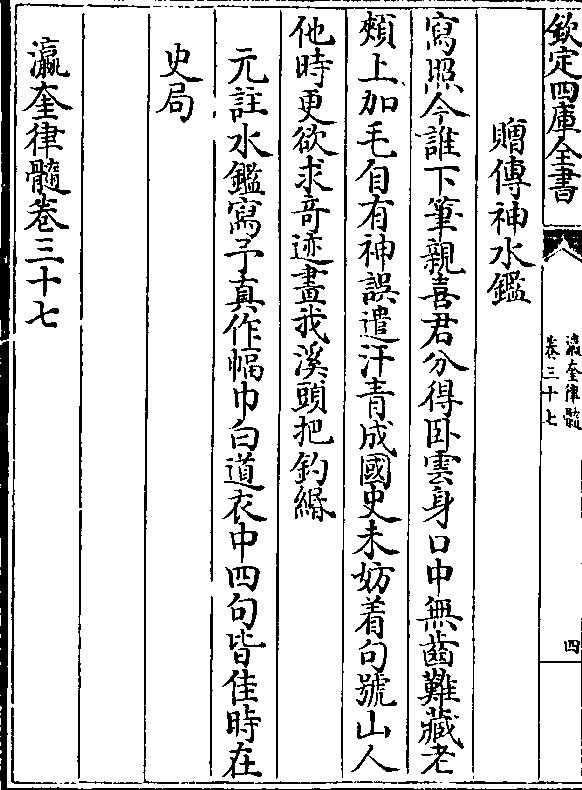 欽定四庫全書
瀛奎律髓
卷三十七
四
贈傳神水鑑
寫照今誰下筆親喜君分得卧雲身口中無齒難藏老
頰上加毛自有神誤遣汗青成國史未妨着句號山人
他時更欲求奇迹畫我溪頭把釣緡
元註水鑑寫予真作幅巾白道衣中四句皆佳時在
史局
瀛奎律髓卷三十七